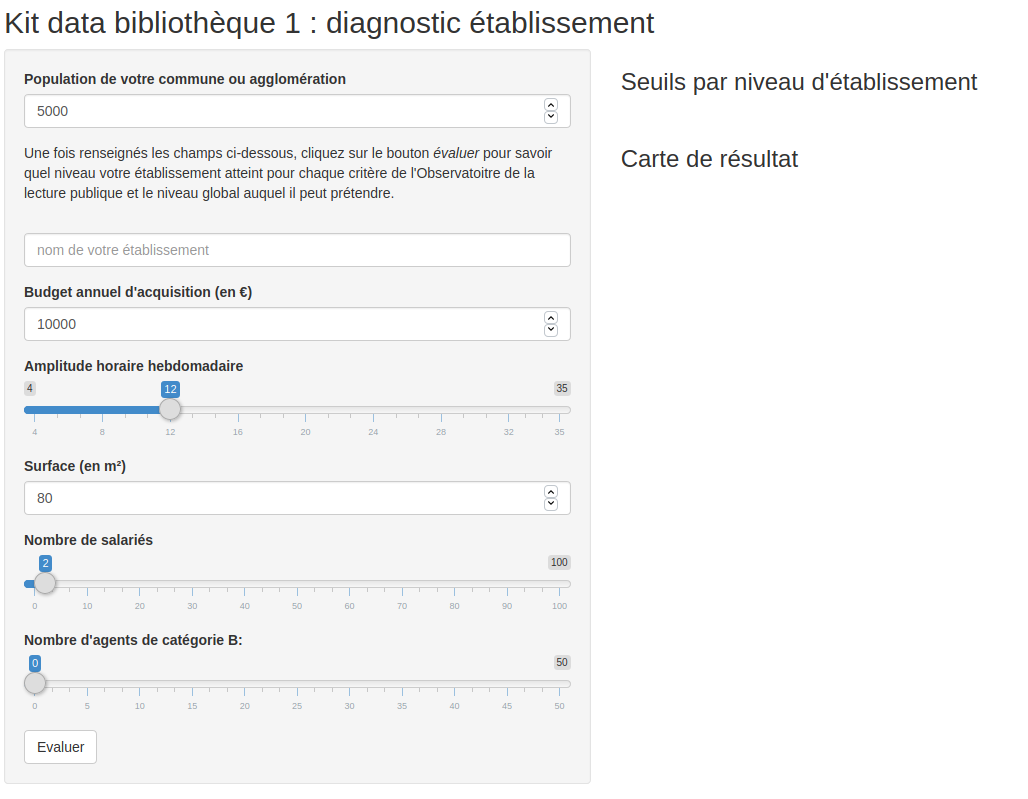 Kit data bibliothèque 1 : diagnostic établissement
Population de votre commune ou agglomération
5000
Une fois renseignés les champs ci-dessous, cliquez sur le bouton évaluer pour savoir
quel niveau votre établissement atteint pour chaque critère de l'Observatoitre de la
lecture publique et le niveau global auquel il peut prétendre.
nom de votre établissement
Budget annuel d'acquisition (en €)
10000
Amplitude horaire hebdomadaire
4 12 35
4 8 12 16 20 24 28 32 35
Surface (en m²)
80
Nombre de salariés
2 100
0 10 20 30 40 50 60 70 80 90 100
Nombre d'agents de catégorie B:
0 50
0 5 10 15 20 25 30 35 40 45 50
Evaluer
Seuils par niveau d'établissement
Carte de résultat